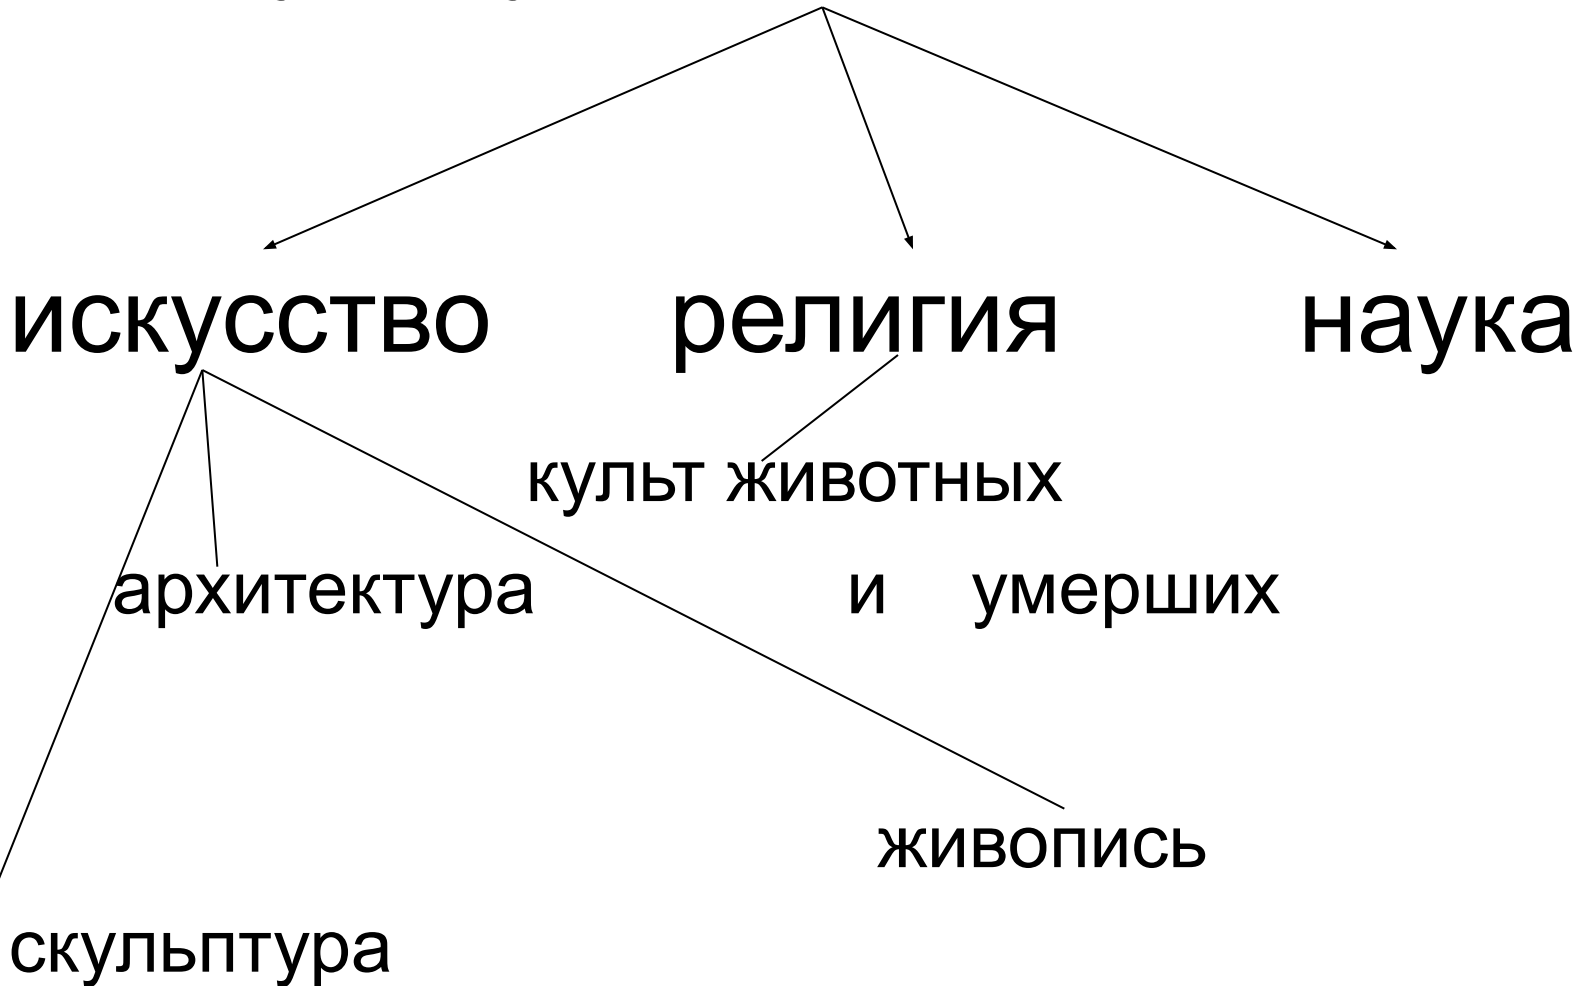 искусство религия наука
культ животных
архитектура и умерших
живопись
скульптура